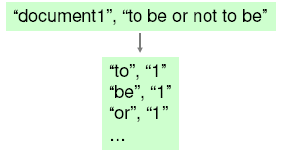 “document1”, “to be or not to be”
“to”, “1”
“be”, “1”
“or”, “1”
…